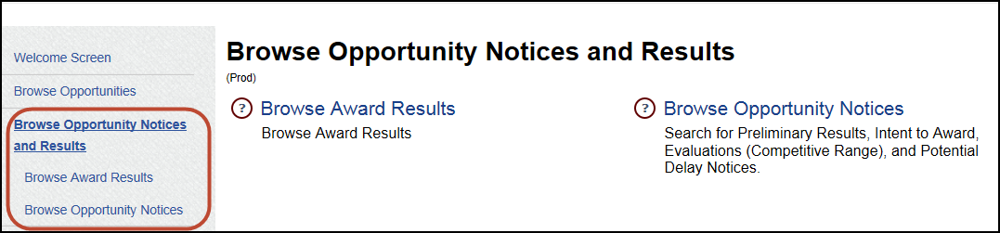 Welcome Screen
Browse Opportunities
Browse Opportunity Notices
and Results
Browse Award Results
Browse Opportunity Notices
Browse Opportunity Notices and Results
(Prod)
? Browse Award Results
Browse Award Results
? Browse Opportunity Notices
Search for Preliminary Results, Intent to Award,
Evaluations (Competitive Range), and Potential
Delay Notices.